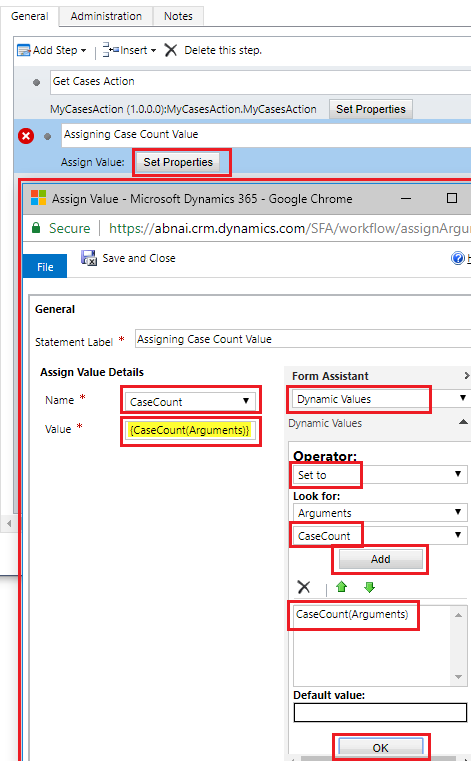 General Administration Notes
Add Step Insert Delete this step.
Get Cases Action
MyCasesAction (1.0.0.0):MyCasesAction.MyCasesAction Set Properties
Assigning Case Count Value
Assign Value: Set Properties
Assign Value - Microsoft Dynamics 365 - Google Chrome
Secure https://abnai.crm.dynamics.com/SFA/workflow/assignArgu
File Save and Close
General
Statement Label * Assigning Case Count Value
Assign Value Details Form Assistant
Name * CaseCount Dynamic Values
Value * {CaseCount(Arguments)} Dynamic Values
Operator:
Set to
Look for:
Arguments
CaseCount
Add
CaseCount(Arguments)
Default value:
OK